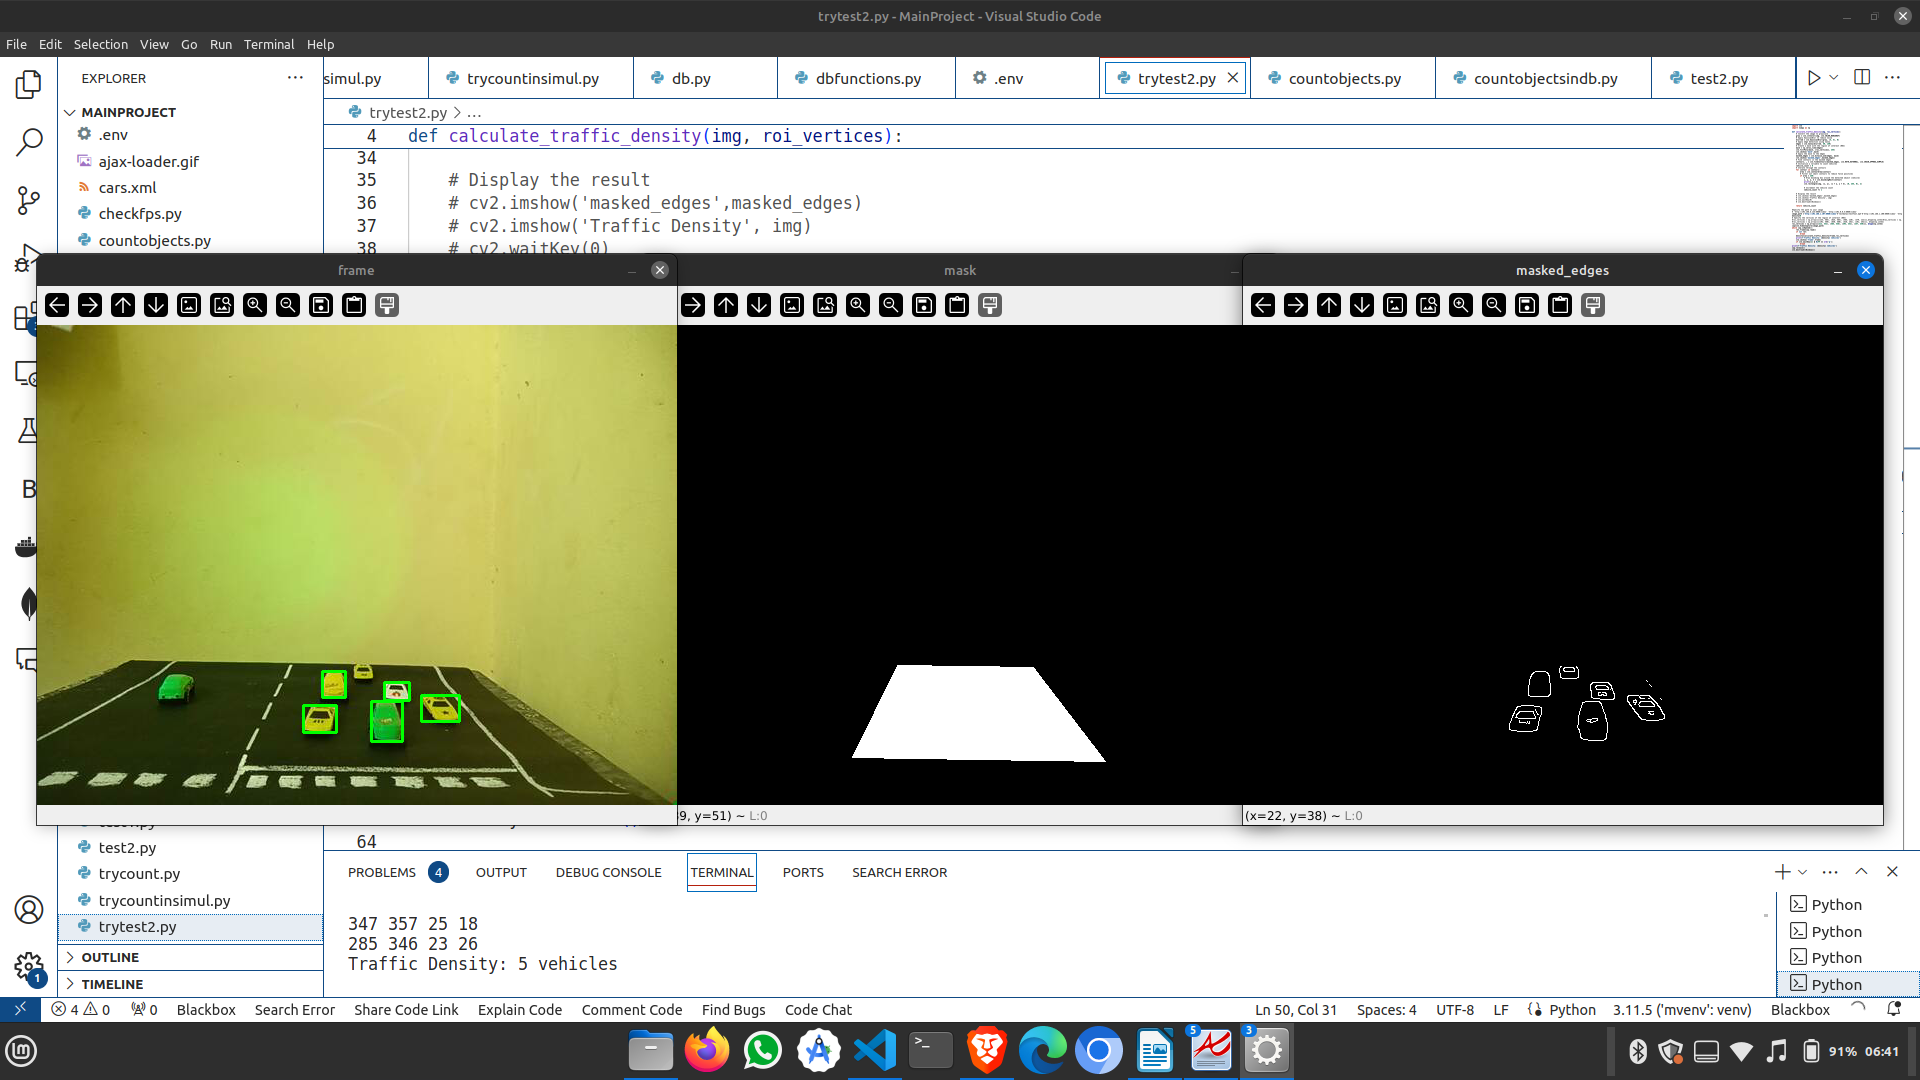 trytest2.py - MainProject - Visual Studio Code
File Edit Selection View Go Run Terminal Help
EXPLORER
simul.py trycountinsimul.py db.py dbfunctions.py .env trytest2.py countobjects.py countobjectsindb.py test2.py
MAINPROJECT
trytest2.py > ...
.env
4 def calculate_traffic_density(img, roi_vertices):
34
ajax-loader.gif
35 # Display the result
cars.xml
36 # cv2.imshow('masked_edges',masked_edges)
checkfps.py
37 # cv2.imshow('Traffic Density', img)
countobjects.py
38 # cv2.waitKey(0)
frame
mask
masked_edges
9, y=51) ~ L:0
(x=22, y=38) ~ L:0
64
test2.py
trycount.py
trycountinsimul.py
trytest2.py
OUTLINE
TIMELINE
PROBLEMS 4 OUTPUT DEBUG CONSOLE TERMINAL PORTS SEARCH ERROR
347 357 25 18
285 346 23 26
Traffic Density: 5 vehicles
Python
Python
Python
Python
1
4 0 0 Blackbox Search Error Share Code Link Explain Code Comment Code Find Bugs Code Chat
Ln 50, Col 31 Spaces: 4 UTF-8 LF Python 3.11.5 ('mvenv': venv) Blackbox
5 3
91% 06:41